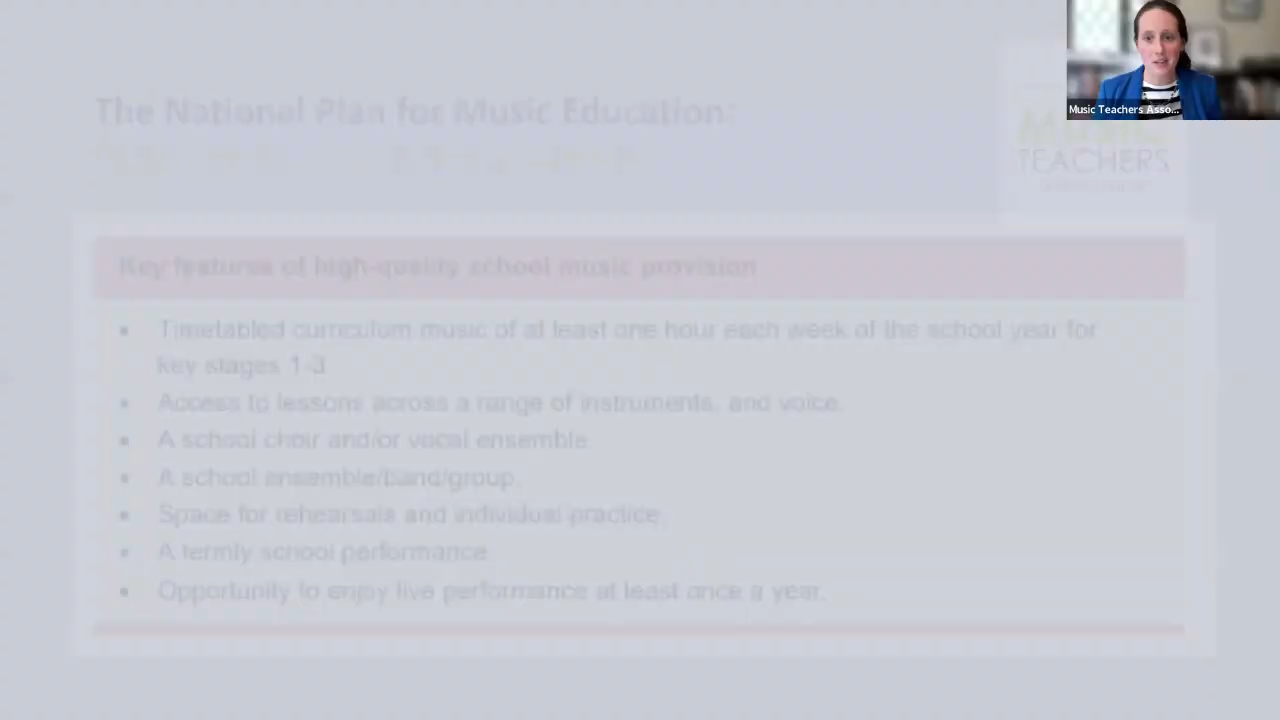 Music Teachers Asso...
The National Plan for Music Education:
Music
TEACHERS
Key features of high-quality school music provision
• Timetabled curriculum music of at least one hour each week of the school year for
key stages 1-3
• Access to lessons across a range of instruments, and voice.
• A school choir and/or vocal ensemble.
• A school ensemble/band/group.
• Space for rehearsals and individual practice.
• A termly school performance.
• Opportunity to enjoy live performance at least once a year.